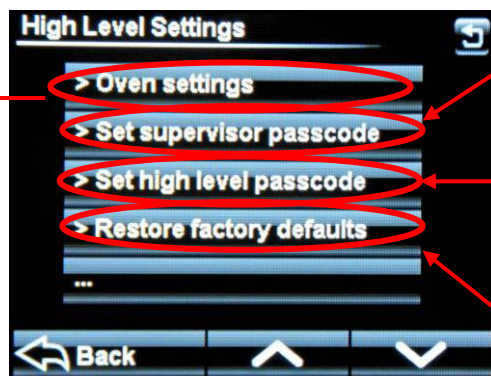 High Level Settings
> Oven settings
> Set supervisor passcode
> Set high level passcode
> Restore factory defaults
...
Back